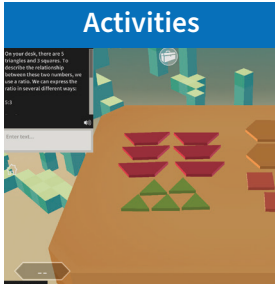 Activities
On your desk, there are 5
triangles and 3 squares. To
describe the relationship
between these two numbers, we
use a ratio. We can express the
ratio in several different ways:
5:3
Enter text...